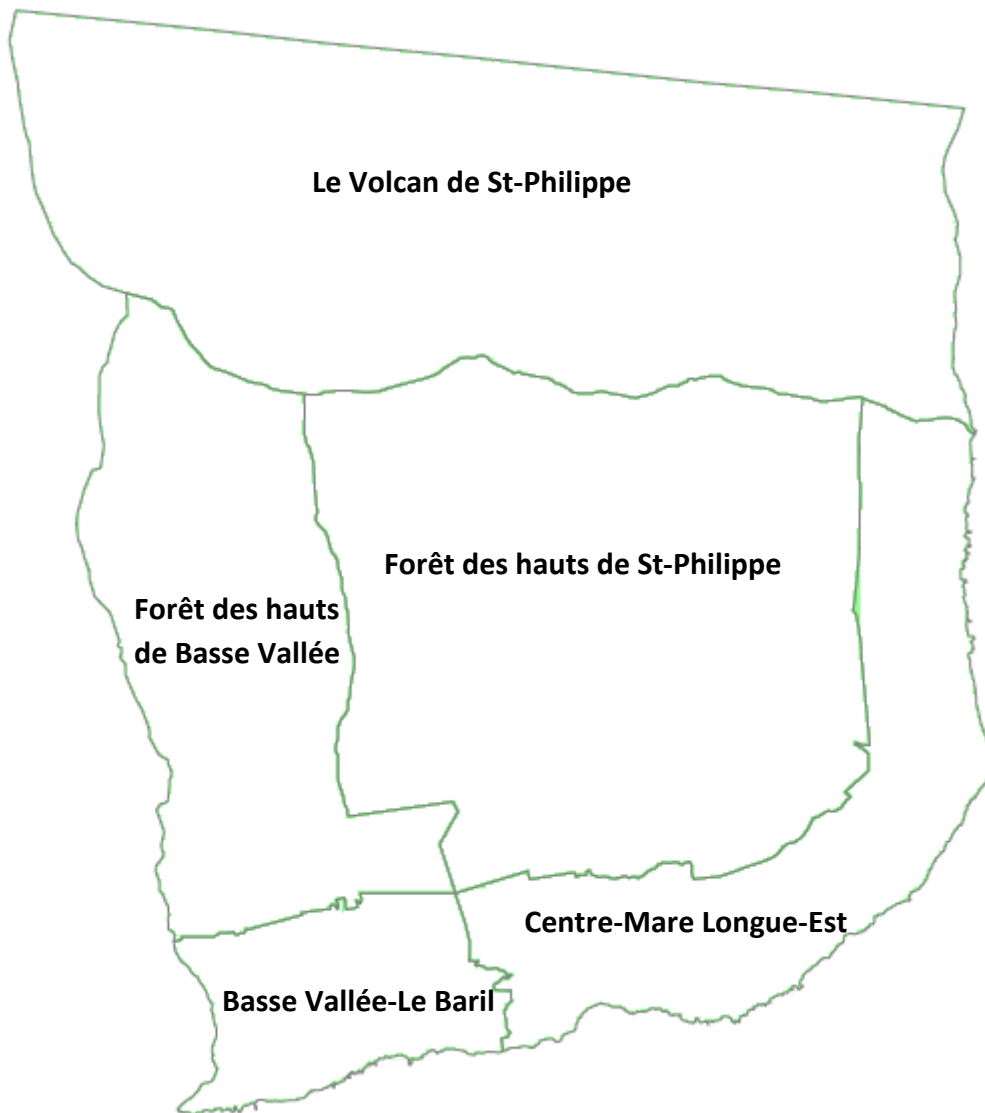 Le Volcan de St-Philippe
Forêt des hauts de St-Philippe
Forêt des hauts
de Basse Vallée
Centre-Mare Longue-Est
Basse Vallée-Le Baril